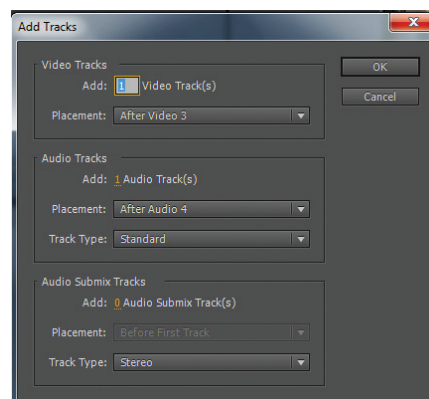 Add Tracks
Video Tracks
OK
Add: 1 Video Track(s)
Cancel
Placement: After Video 3
Audio Tracks
Add: 1 Audio Track(s)
Placement: After Audio 4
Track Type: Standard
Audio Submix Tracks
Add: 0 Audio Submix Track(s)
Placement: Before First Track
Track Type: Stereo